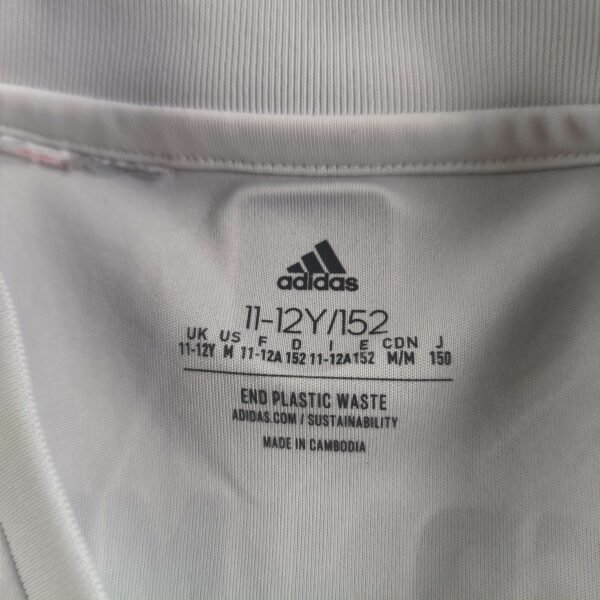 adidas
11-12Y/152
UK US F D I E CDN J
11-12Y M 11-12A 152 11-12A 152 M/M 150
END PLASTIC WASTE
ADIDAS.COM / SUSTAINABILITY
MADE IN CAMBODIA